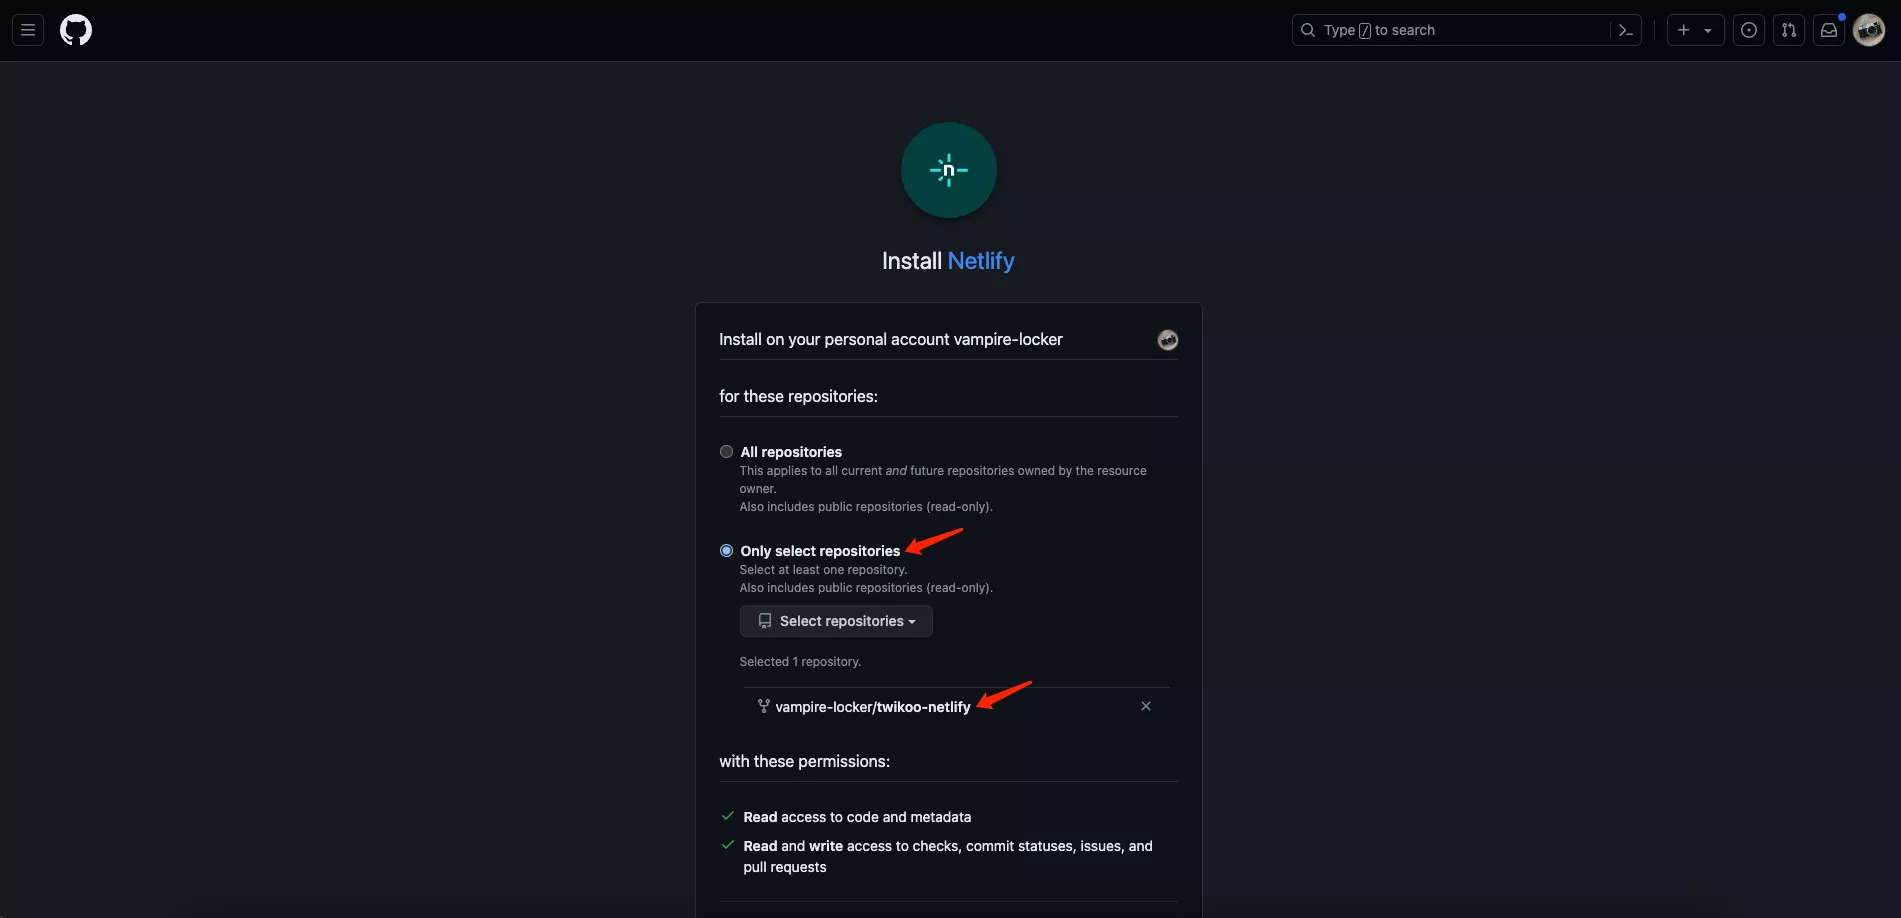 Type / to search
n
Install Netlify
Install on your personal account vampire-locker
for these repositories:
All repositories
This applies to all current and future repositories owned by the resource
owner.
Also includes public repositories (read-only).
Only select repositories
Select at least one repository.
Also includes public repositories (read-only).
Select repositories
Selected 1 repository.
vampire-locker/twikoo-netlify
with these permissions:
Read access to code and metadata
Read and write access to checks, commit statuses, issues, and
pull requests